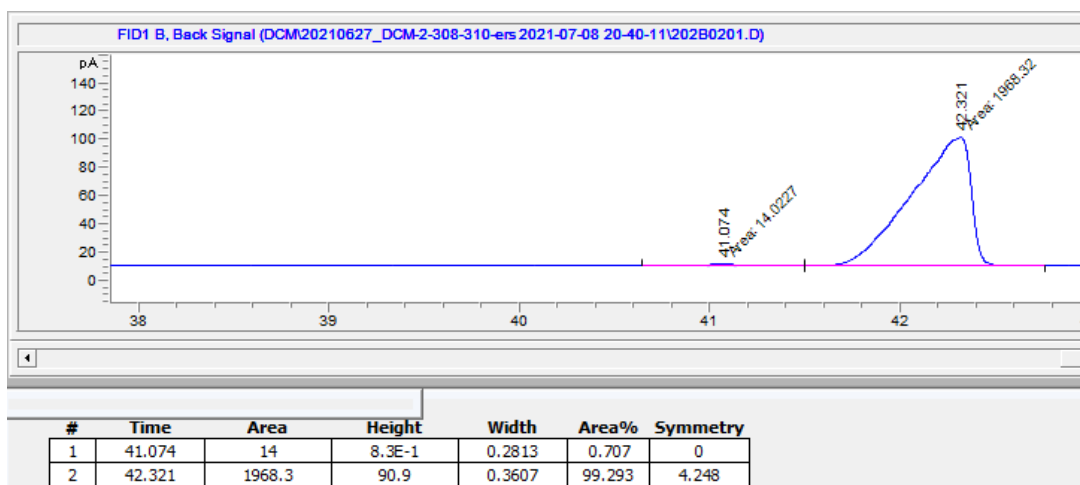 FID1 B, Back Signal (DCM\20210627_DCM-2-308-310-ers 2021-07-08 20-40-11\202B0201.D)
pA
140
120
100
80
60
40
20
0
41.074
Area: 14.0227
42.321
Area: 1968.32
38 39 40 41 42
# Time Area Height Width Area% Symmetry
1 41.074 14 8.3E-1 0.2813 0.707 0
2 42.321 1968.3 90.9 0.3607 99.293 4.248